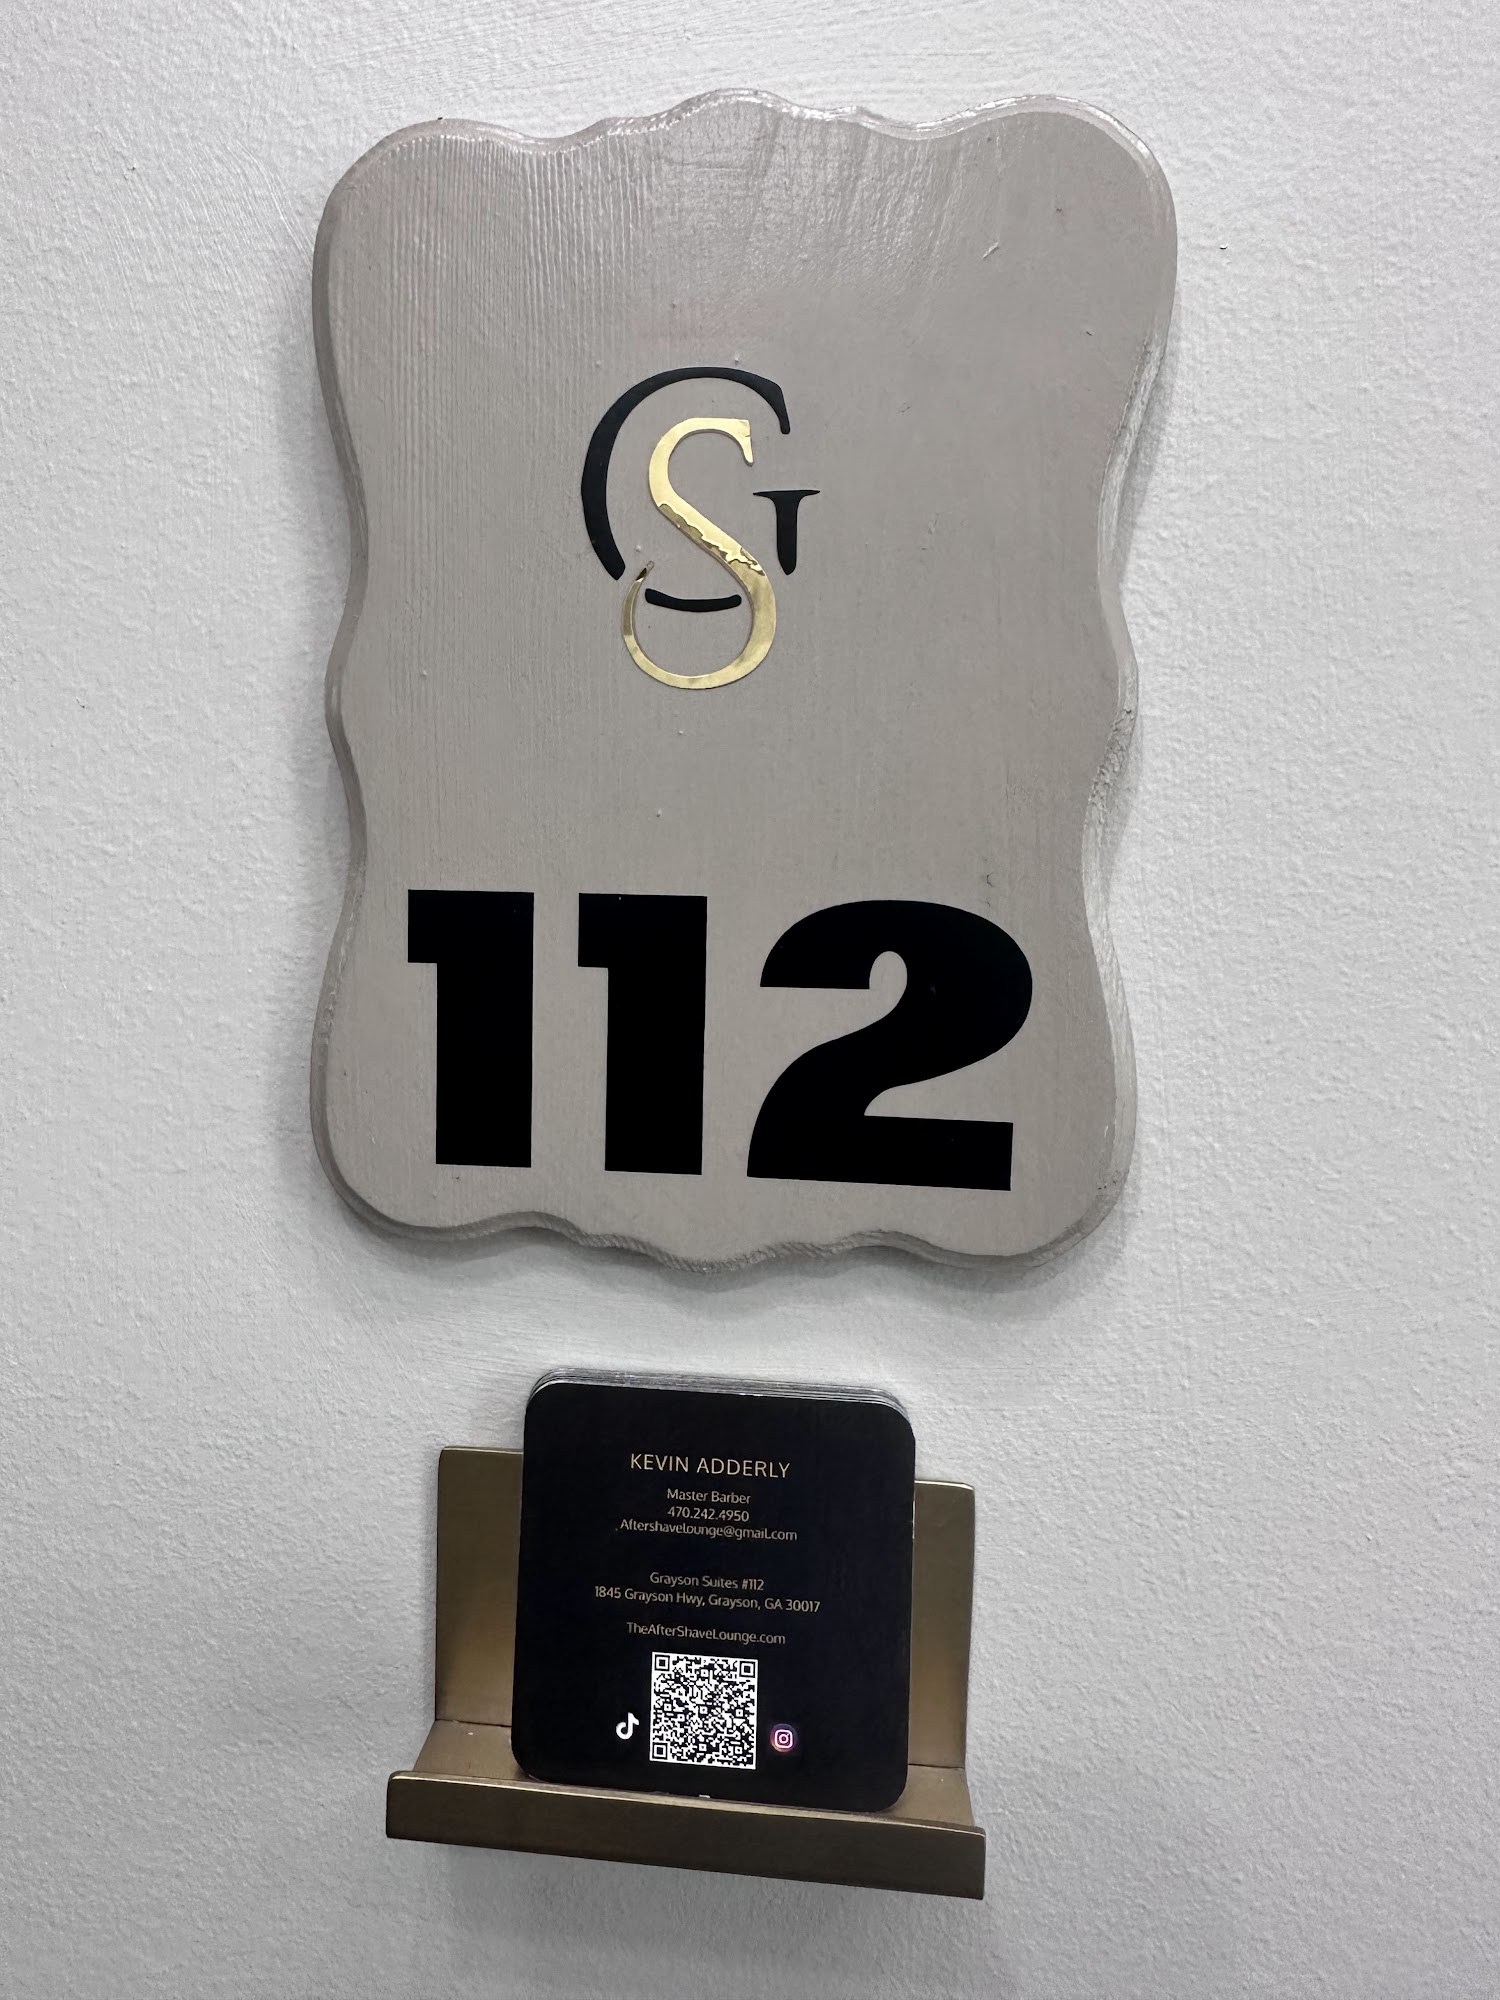 GS
112
KEVIN ADDERLY
Master Barber
470.242.4950
Aftershavelounge@gmail.com
Grayson Suites #112
1845 Grayson Hwy, Grayson, GA 30017
TheAfterShaveLounge.com